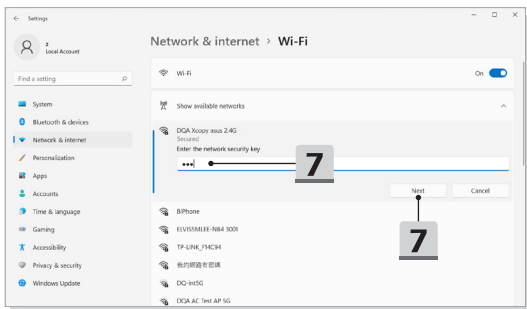 Settings
z
Local Account
Find a setting
System
Bluetooth & devices
Network & internet
Personalization
Apps
Accounts
Time & language
Gaming
Accessibility
Privacy & security
Windows Update
Network & internet > Wi-Fi
Wi-Fi
On
Show available networks
DQA Xcopy asus 2.4G
Secured
Enter the network security key
•••
7
Next
Cancel
7
BiPhone
ELVISSMLEE-NB4 3001
TP-LINK_F14C94
我的網路有密碼
DQ-int5G
DQA AC Test AP 5G